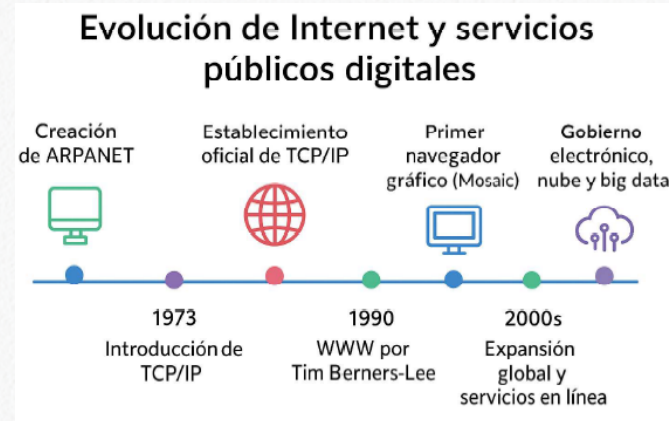 Evolución de Internet y servicios
públicos digitales
Creación
de ARPANET
Establecimiento
oficial de TCP/IP
Primer
navegador
gráfico (Mosaic)
Gobierno
electrónico,
nube y big data
1973
Introducción de
TCP/IP
1990
WWW por
Tim Berners-Lee
2000s
Expansión
global y
servicios en línea